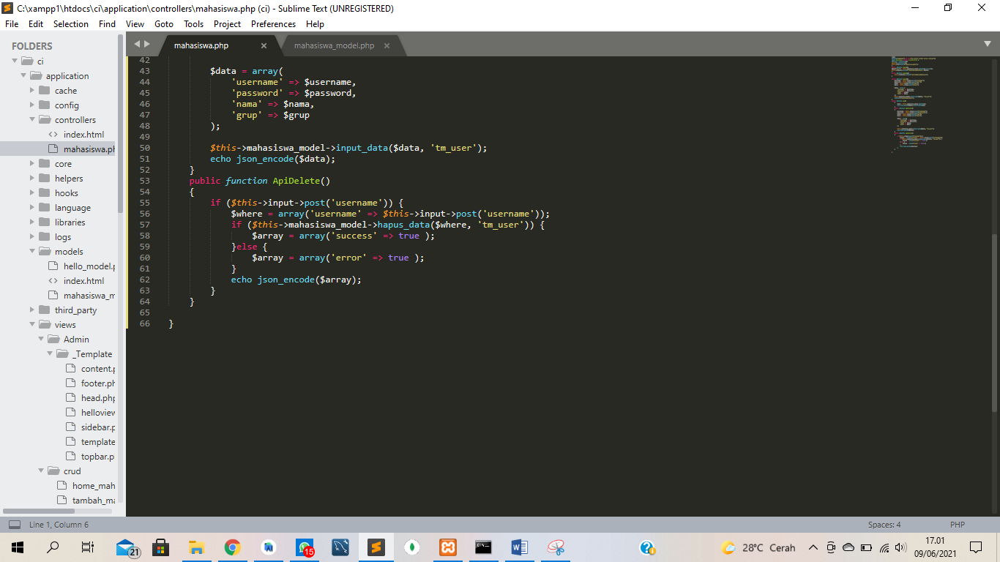 C:\xampp1\htdocs\ci\application\controllers\mahasiswa.php (ci) - Sublime Text (UNREGISTERED)
File Edit Selection Find View Goto Tools Project Preferences Help
FOLDERS
ci
application
cache
config
controllers
index.html
mahasiswa.ph
core
helpers
hooks
language
libraries
logs
models
hello_model.p
index.html
mahasiswa_m
third_party
views
Admin
_Template
content.p
footer.ph
head.php
helloview
sidebar.p
template
topbar.p
crud
home_mah
tambah_ma
mahasiswa.php mahasiswa_model.php
42
43 $data = array(
44 'username' => $username,
45 'password' => $password,
46 'nama' => $nama,
47 'grup' => $grup
48 );
49
50 $this->mahasiswa_model->input_data($data, 'tm_user');
51 echo json_encode($data);
52 }
53 public function ApiDelete()
54 {
55 if ($this->input->post('username')) {
56 $where = array('username' => $this->input->post('username'));
57 if ($this->mahasiswa_model->hapus_data($where, 'tm_user')) {
58 $array = array('success' => true );
59 }else {
60 $array = array('error' => true );
61 }
62 echo json_encode($array);
63 }
64 }
65
66 }
Line 1, Column 6 Spaces: 4 PHP
21 15 28°C Cerah 17.01
09/06/2021